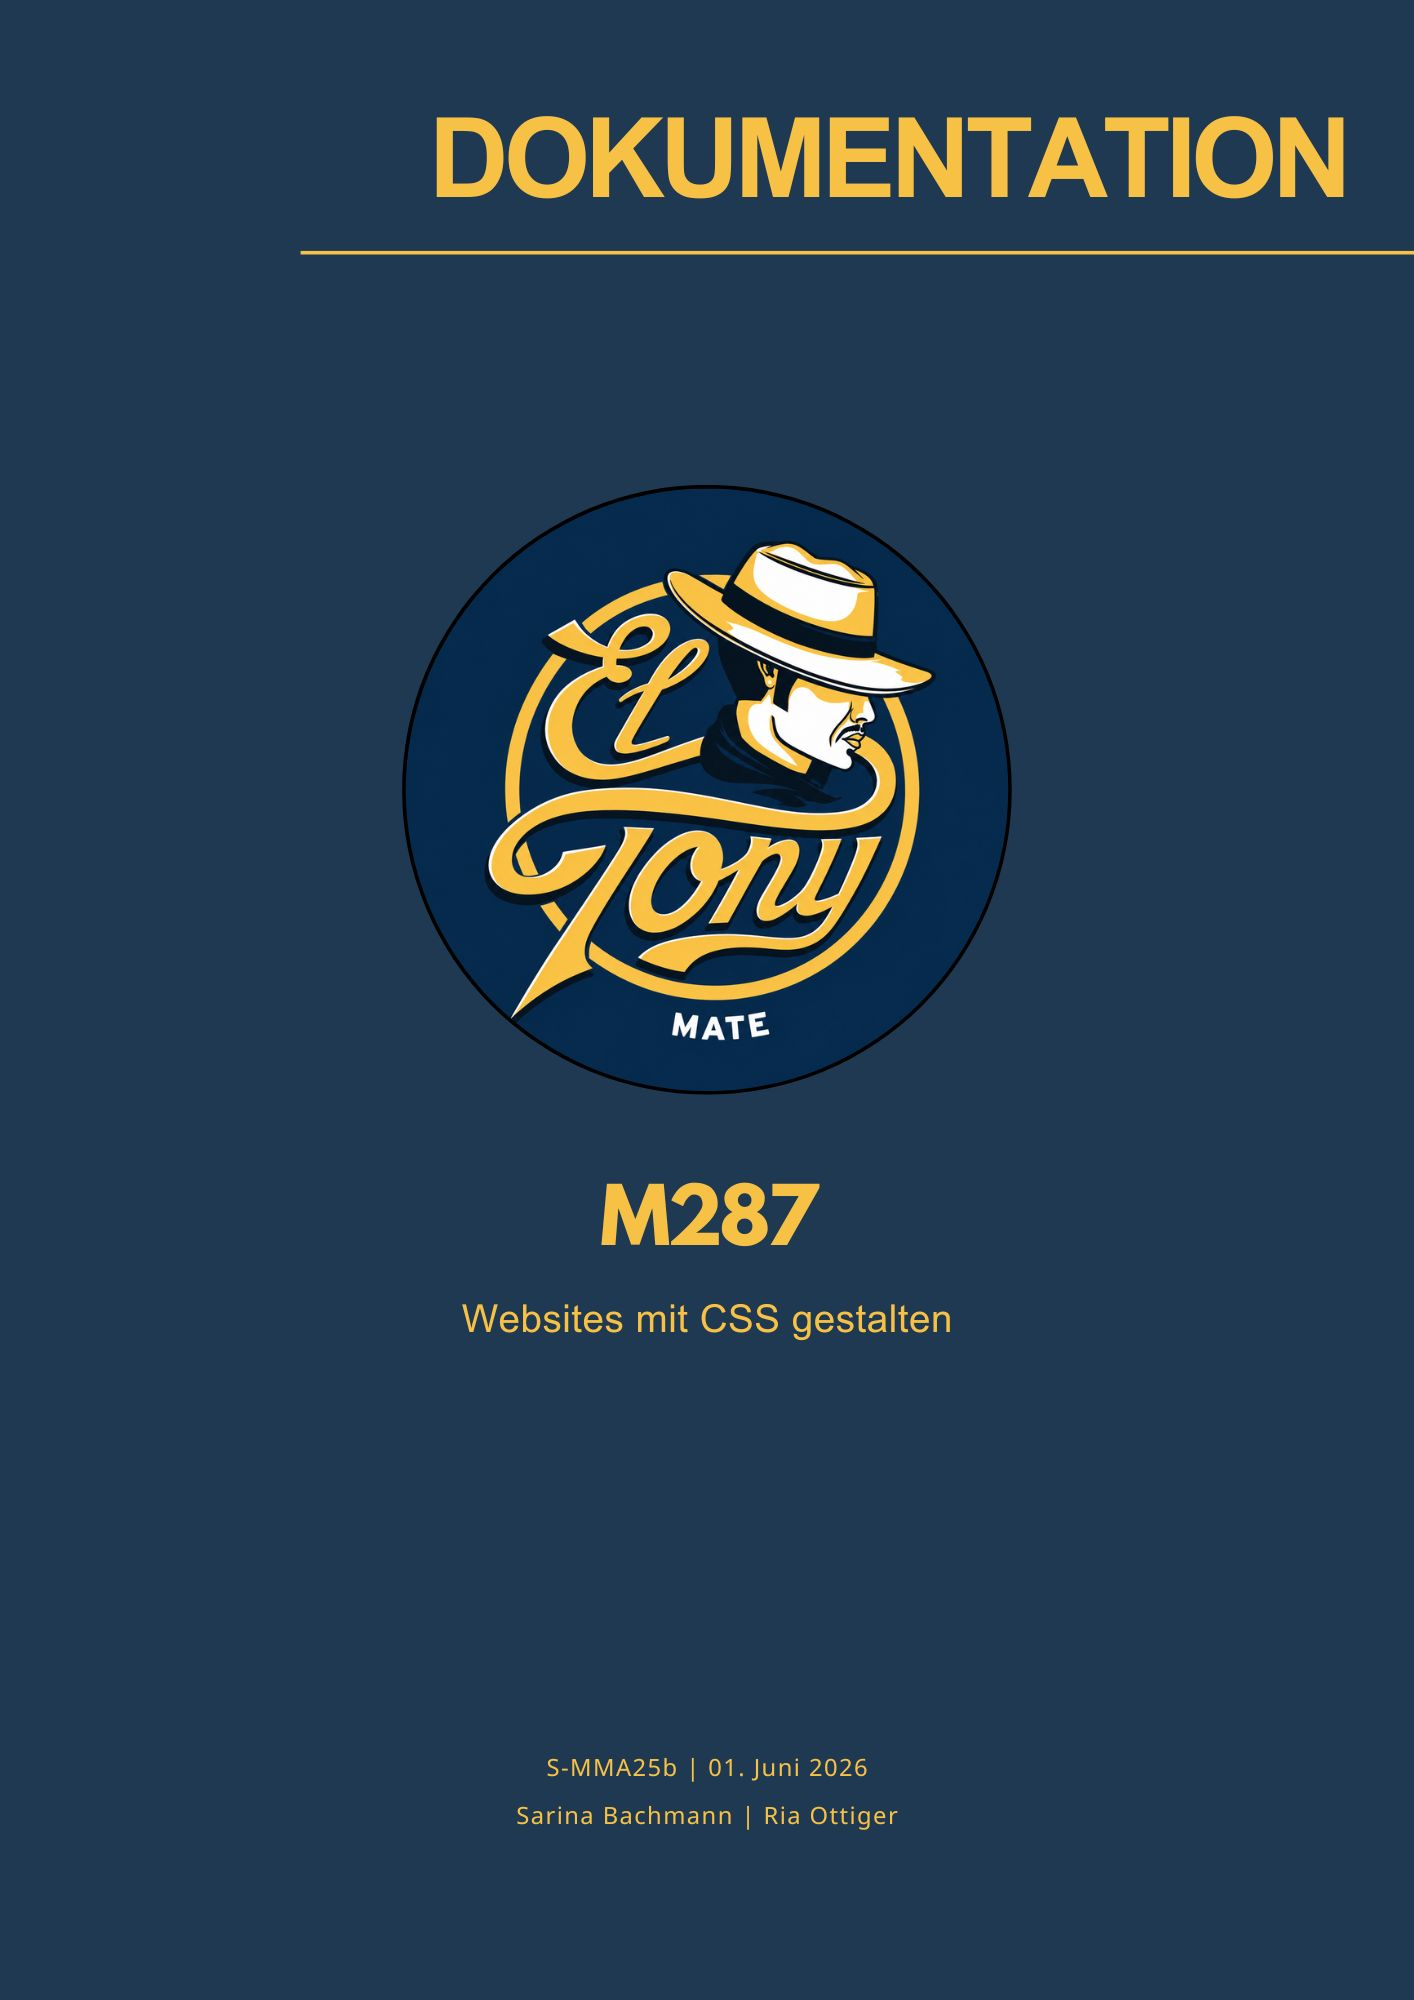 DOKUMENTATION
El
Tony
MATE
M287
Websites mit CSS gestalten
S-MMA25b | 01. Juni 2026
Sarina Bachmann | Ria Ottiger